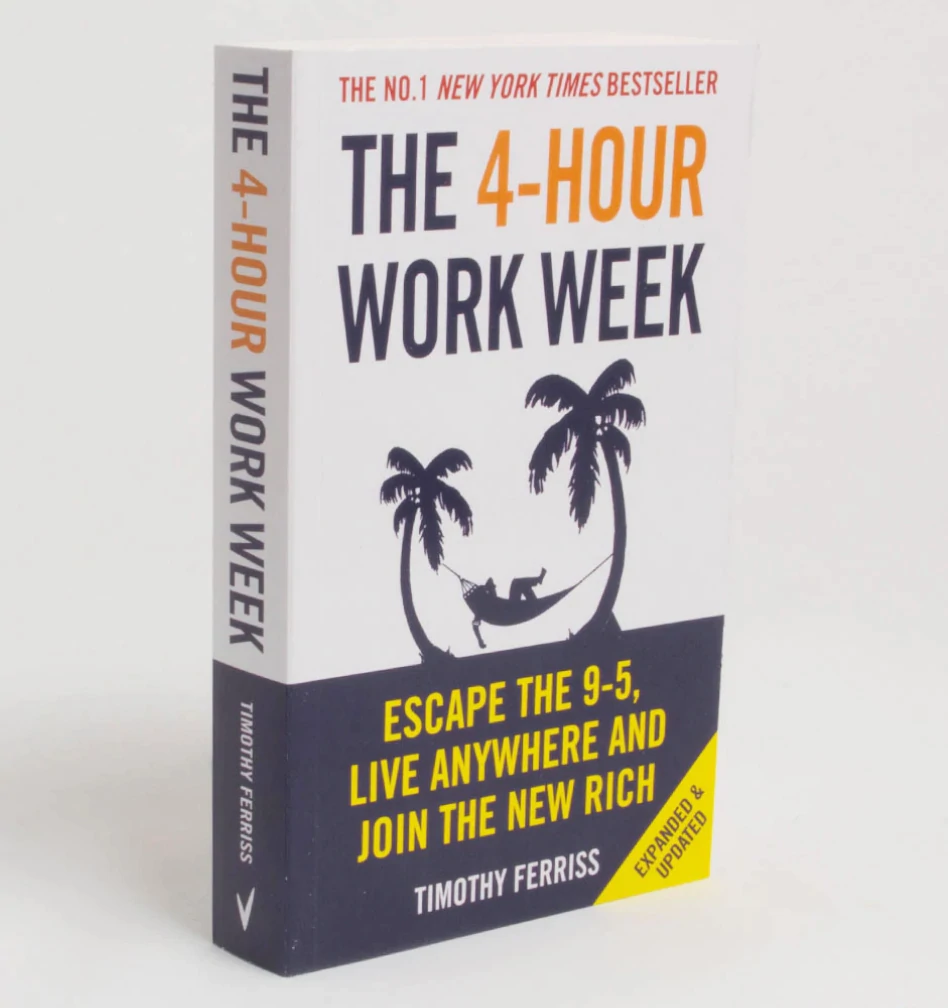 THE 4-HOUR WORK WEEK
TIMOTHY FERRISS
THE NO.1 NEW YORK TIMES BESTSELLER
THE 4-HOUR
WORK WEEK
ESCAPE THE 9-5,
LIVE ANYWHERE AND
JOIN THE NEW RICH
TIMOTHY FERRISS
EXPANDED &
UPDATED